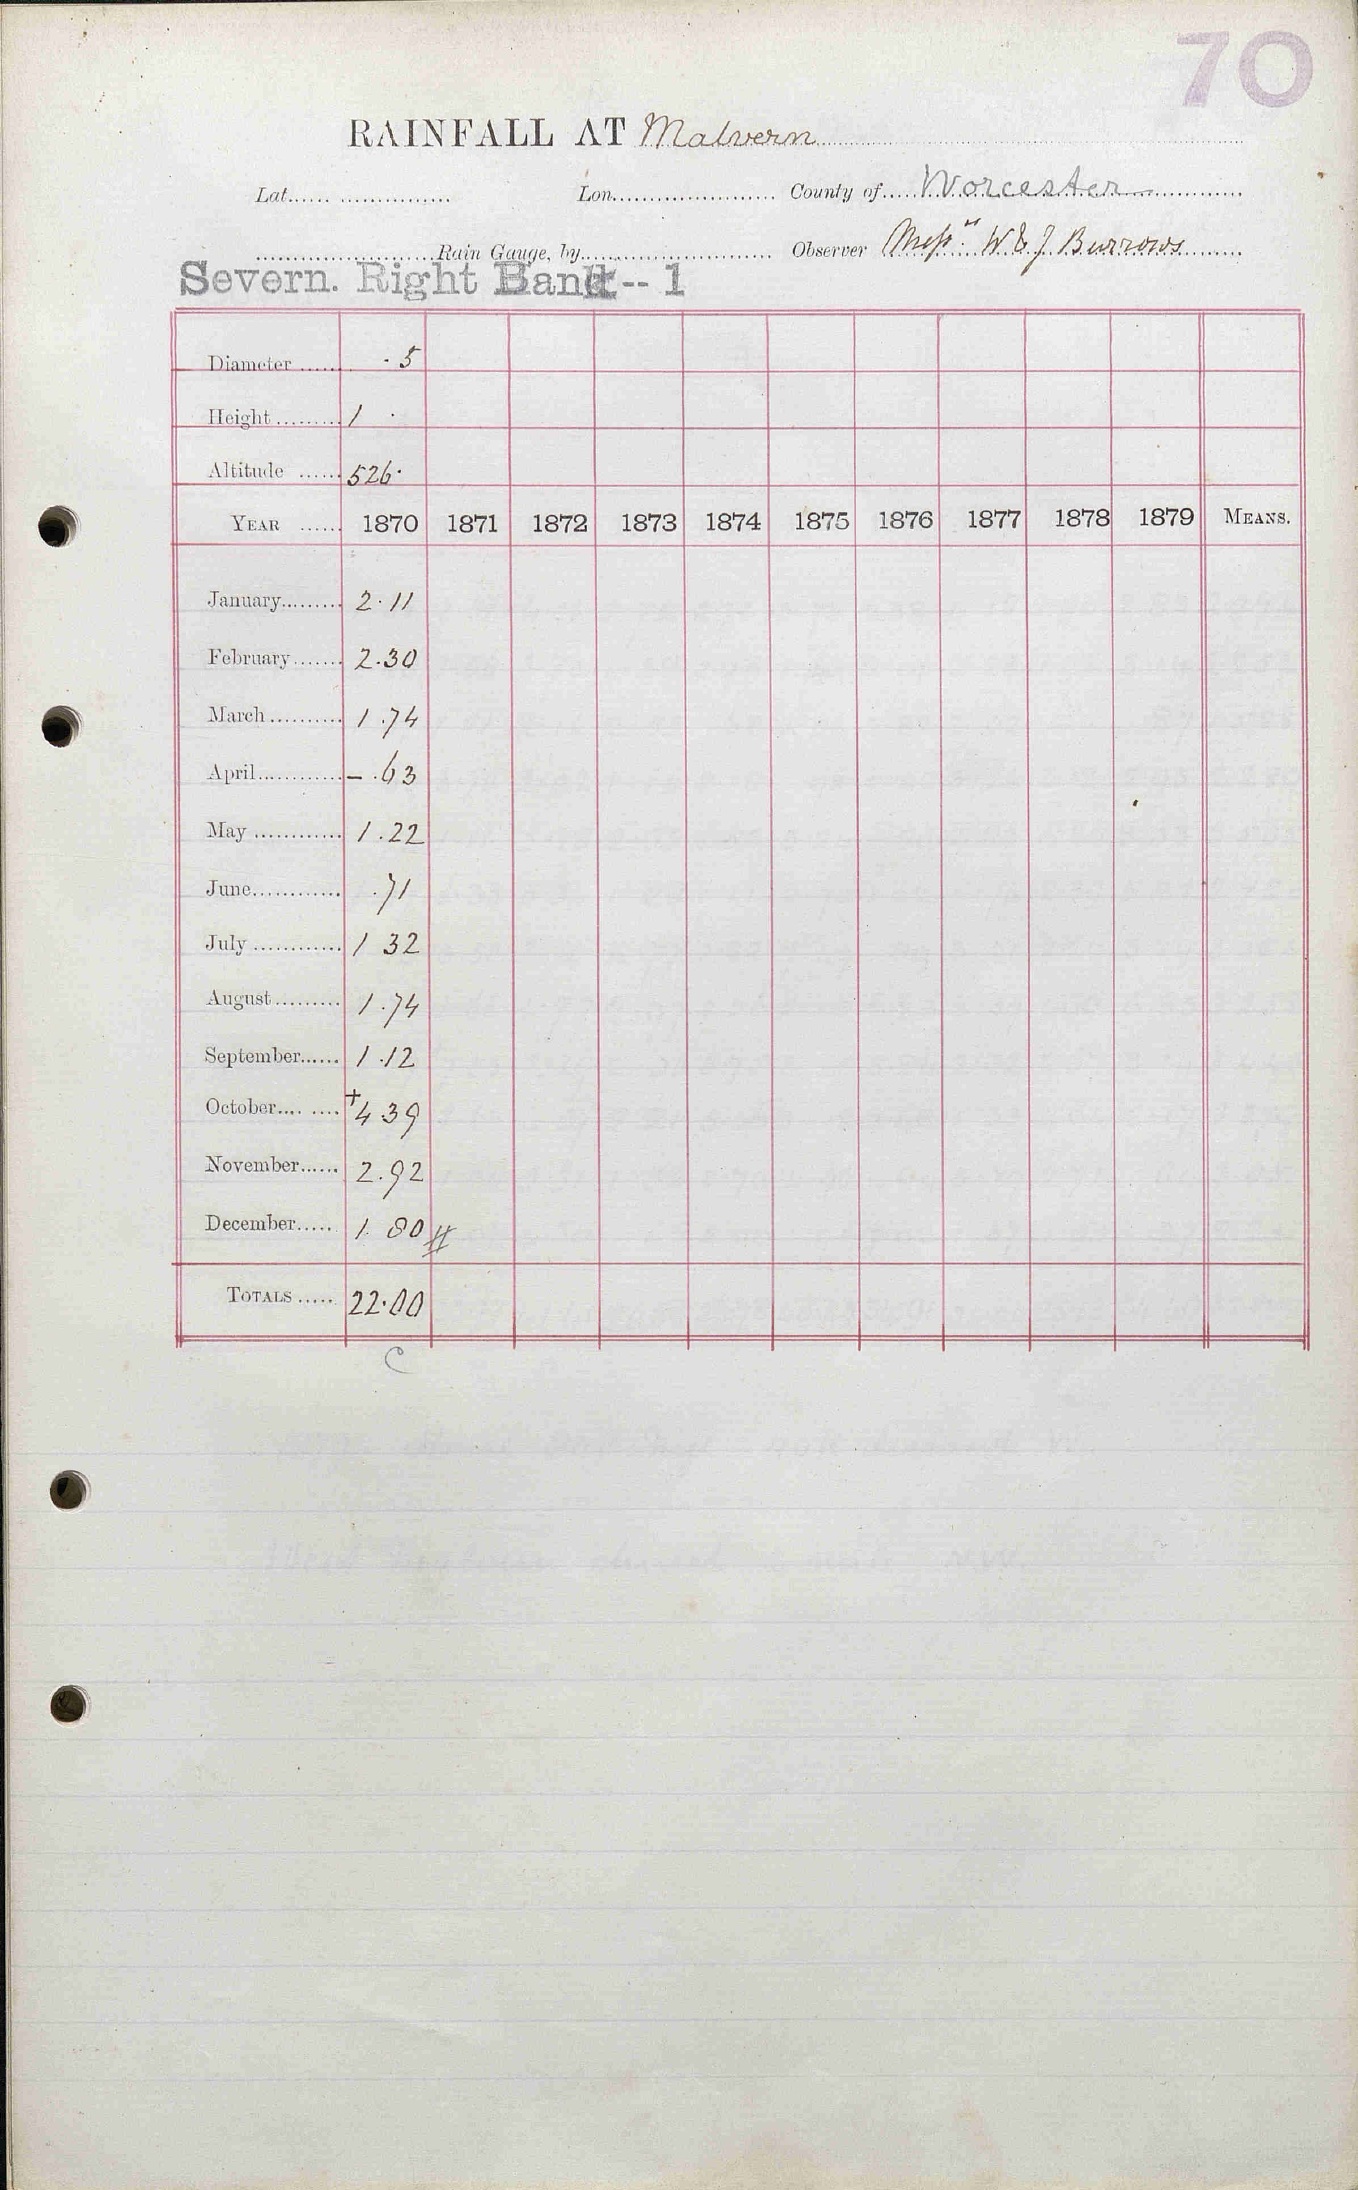 70
RAINFALL AT Malvern
Lat. Lon. County of Worcester
Rain Gauge, by Observer Messrs W & J Burrows
Severn. Right Bank -- 1
Diameter ·5
Height 1 ·
Altitude 526·
YEAR 1870 1871 1872 1873 1874 1875 1876 1877 1878 1879 MEANS.
January 2·11
February 2.30
March 1.74
April – .63
May 1.22
June .71
July 1 32
August 1.74
September 1.12
October +4 39
November 2.92
December 1 80 #
TOTALS 22·00
C